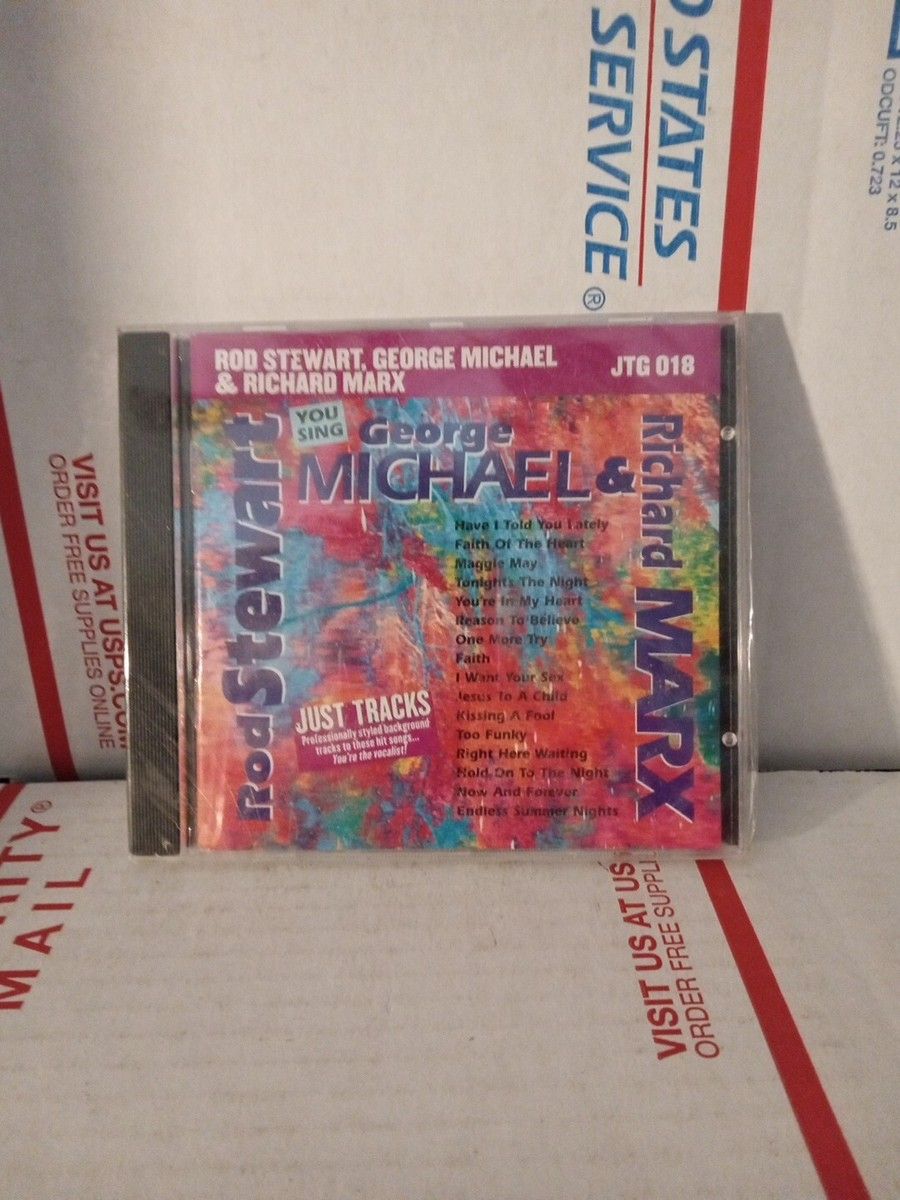 D STATES
SERVICE®
X 12 x 8.5
ODCUFT: 0.723
VISIT US AT USPS.COM
ORDER FREE SUPPLIES ONLINE
ROD STEWART, GEORGE MICHAEL
& RICHARD MARX
JTG 018
Rod Stewart
YOU
SING
George
MICHAEL &
Richard MARX
Have I Told You Lately
Faith Of The Heart
Maggie May
Tonight's The Night
You're In My Heart
Reason To Believe
One More Try
Faith
I Want Your Sex
Jesus To A Child
Kissing A Fool
Too Funky
Right Here Waiting
Hold On To The Night
Now And Forever
Endless Summer Nights
JUST TRACKS
Professionally styled background
tracks to these hit songs...
You're the vocalist!
RITY®
MAIL
VISIT US AT US
ORDER FREE SUPPLI